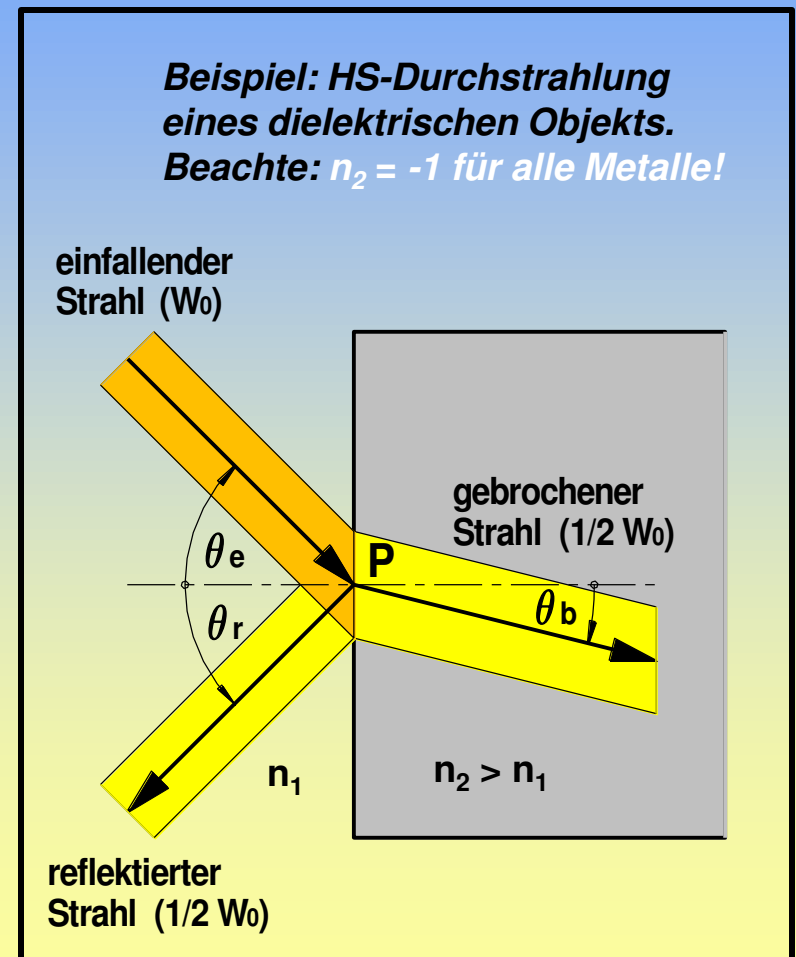 Beispiel: HS-Durchstrahlung
eines dielektrischen Objekts.
Beachte: n₂ = -1 für alle Metalle!
einfallender
Strahl (W₀)
gebrochener
Strahl (1/2 W₀)
P
θe
θb
θr
n₁
n₂ > n₁
reflektierter
Strahl (1/2 W₀)